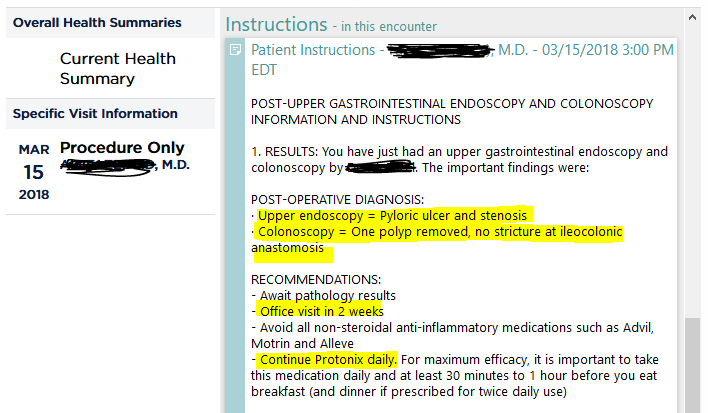 Overall Health Summaries
Current Health
Summary
Specific Visit Information
MAR
15
2018
Procedure Only
, M.D.
Instructions - in this encounter
Patient Instructions - , M.D. - 03/15/2018 3:00 PM
EDT
POST-UPPER GASTROINTESTINAL ENDOSCOPY AND COLONOSCOPY
INFORMATION AND INSTRUCTIONS
1. RESULTS: You have just had an upper gastrointestinal endoscopy and
colonoscopy by . The important findings were:
POST-OPERATIVE DIAGNOSIS:
· Upper endoscopy = Pyloric ulcer and stenosis
· Colonoscopy = One polyp removed, no stricture at ileocolonic
anastomosis
RECOMMENDATIONS:
- Await pathology results
- Office visit in 2 weeks
- Avoid all non-steroidal anti-inflammatory medications such as Advil,
Motrin and Alleve
- Continue Protonix daily. For maximum efficacy, it is important to take
this medication daily and at least 30 minutes to 1 hour before you eat
breakfast (and dinner if prescribed for twice daily use)